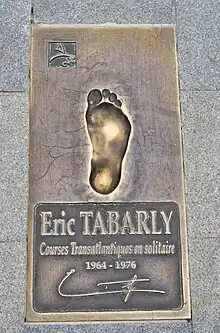 Eric TABARLY
Courses Transatlantiques en solitaire
1964 - 1976